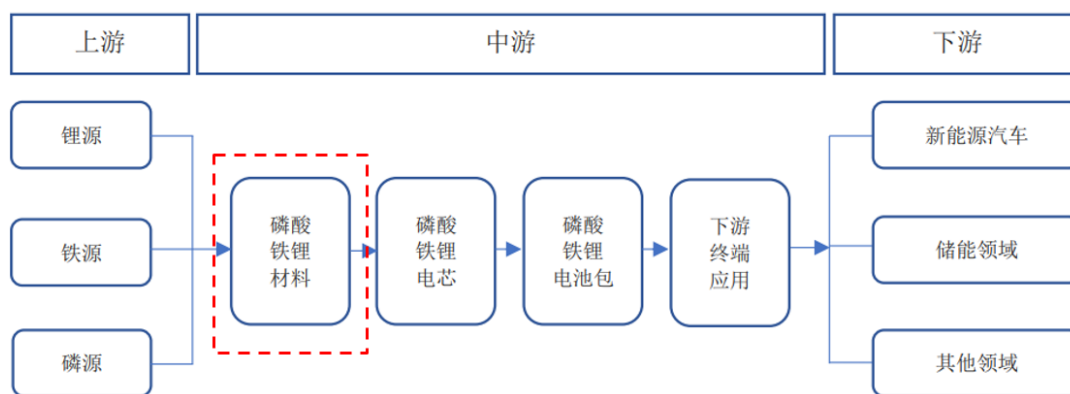 上游
中游
下游
锂源
铁源
磷源
磷酸
铁锂
材料
磷酸
铁锂
电芯
磷酸
铁锂
电池包
下游
终端
应用
新能源汽车
储能领域
其他领域